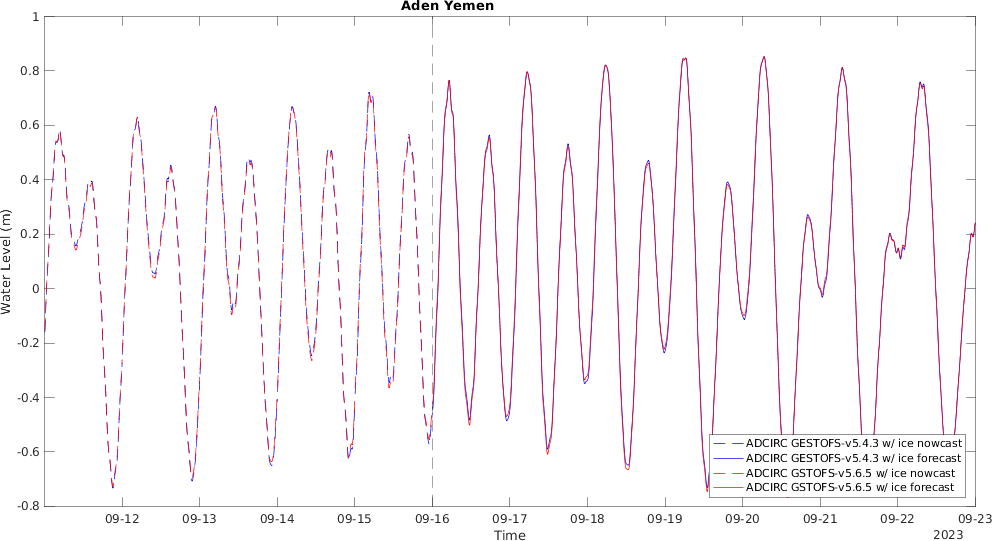 Aden Yemen
1
0.8
0.6
0.4
0.2
0
-0.2
-0.4
-0.6
-0.8
Water Level (m)
ADCIRC GESTOFS-v5.4.3 w/ ice nowcast
ADCIRC GESTOFS-v5.4.3 w/ ice forecast
ADCIRC GSTOFS-v5.6.5 w/ ice nowcast
ADCIRC GSTOFS-v5.6.5 w/ ice forecast
09-12 09-13 09-14 09-15 09-16 09-17 09-18 09-19 09-20 09-21 09-22 09-23
Time
2023